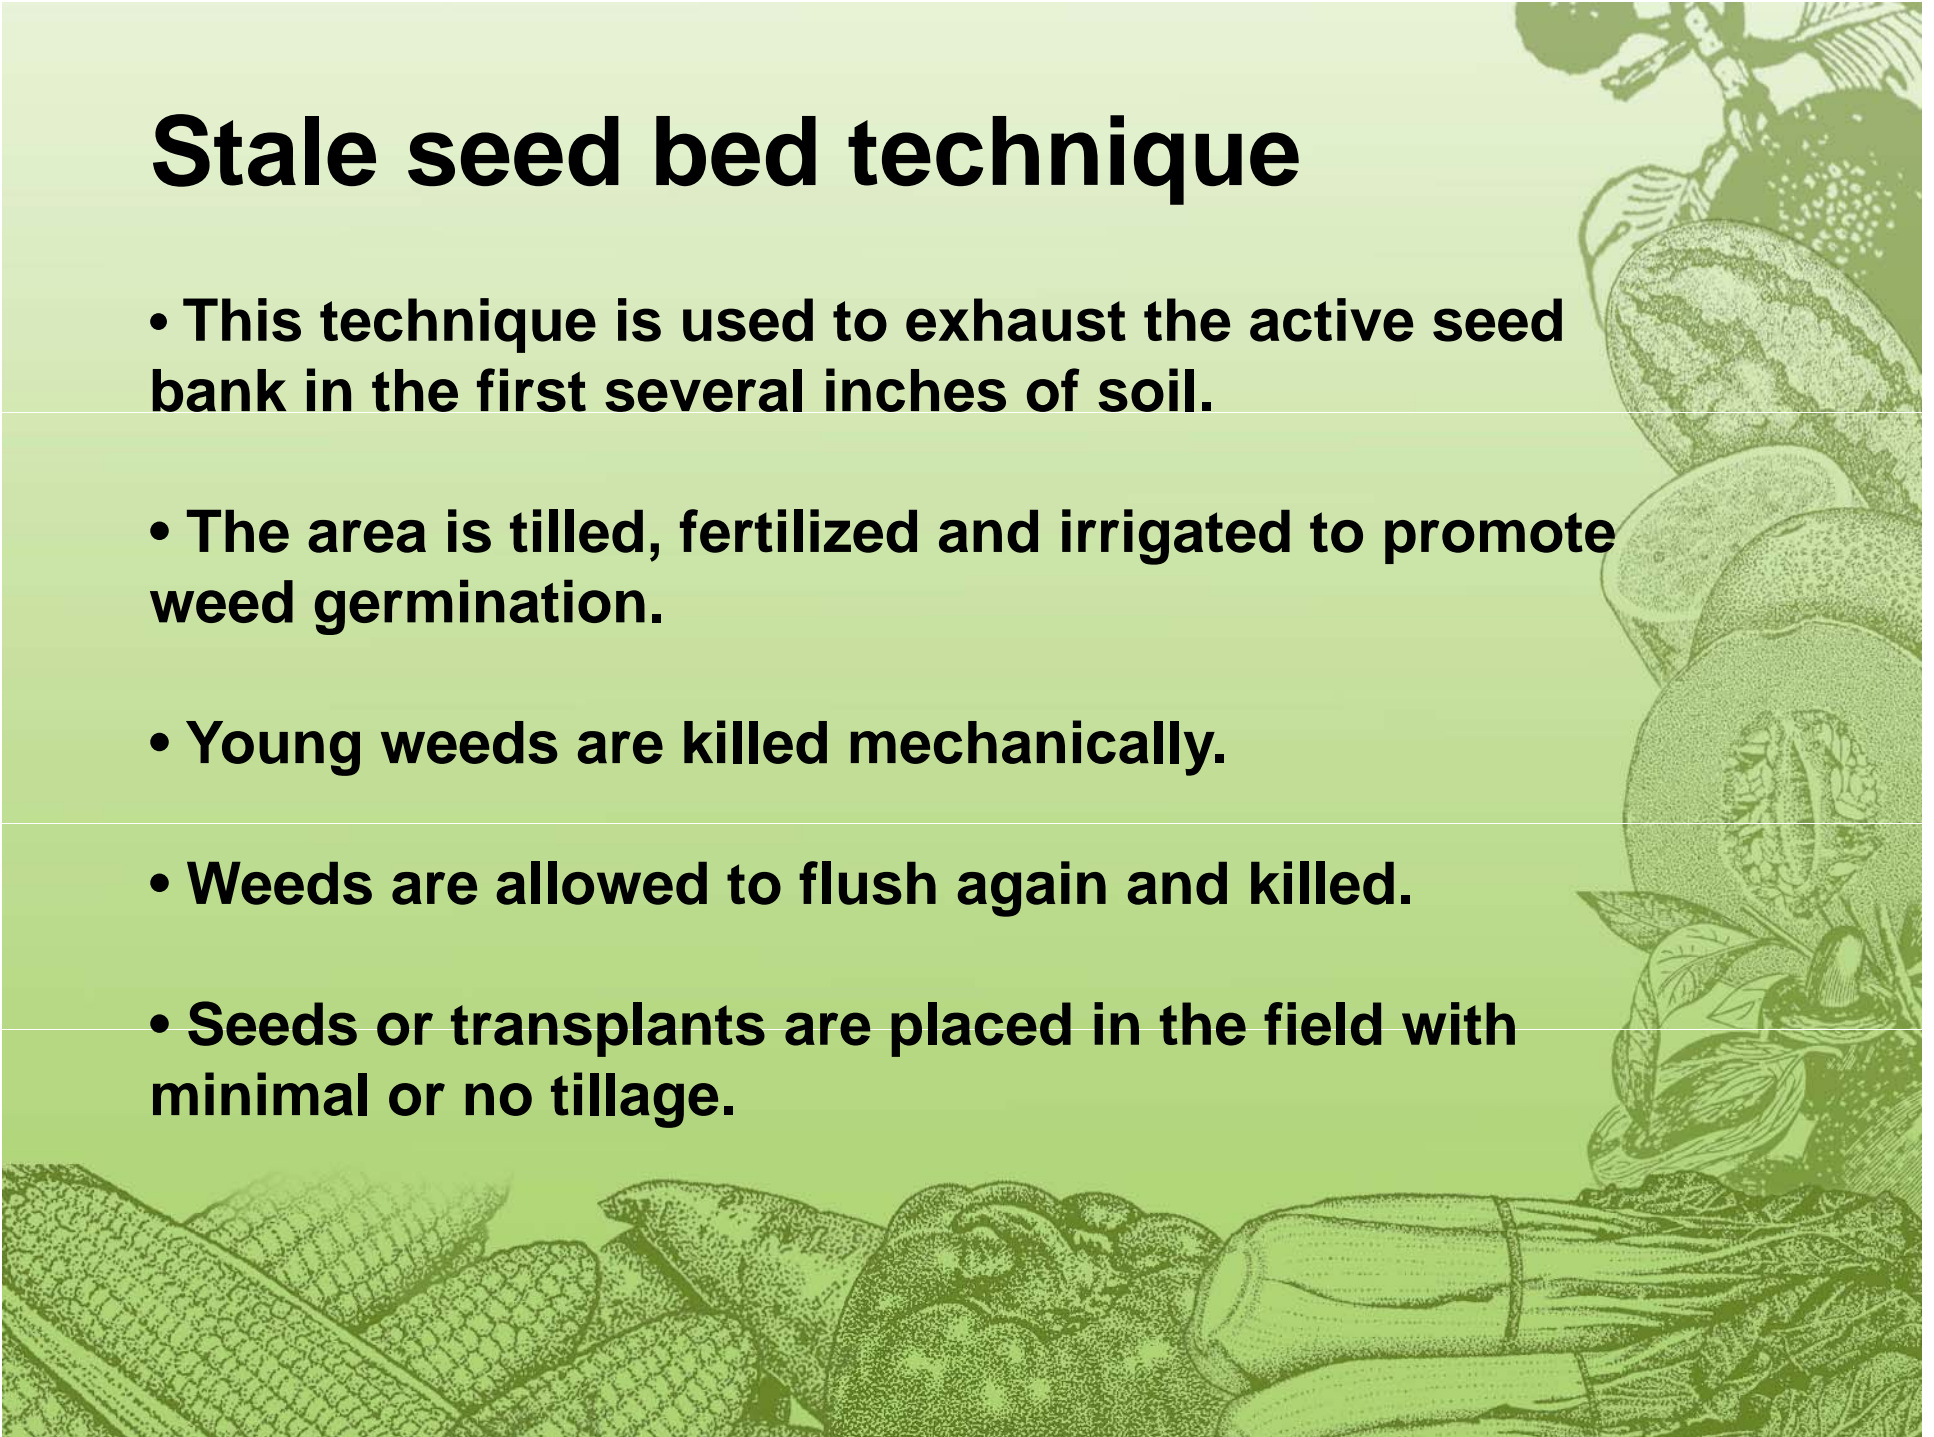 Stale seed bed technique
• This technique is used to exhaust the active seed
bank in the first several inches of soil.
• The area is tilled, fertilized and irrigated to promote
weed germination.
• Young weeds are killed mechanically.
• Weeds are allowed to flush again and killed.
• Seeds or transplants are placed in the field with
minimal or no tillage.